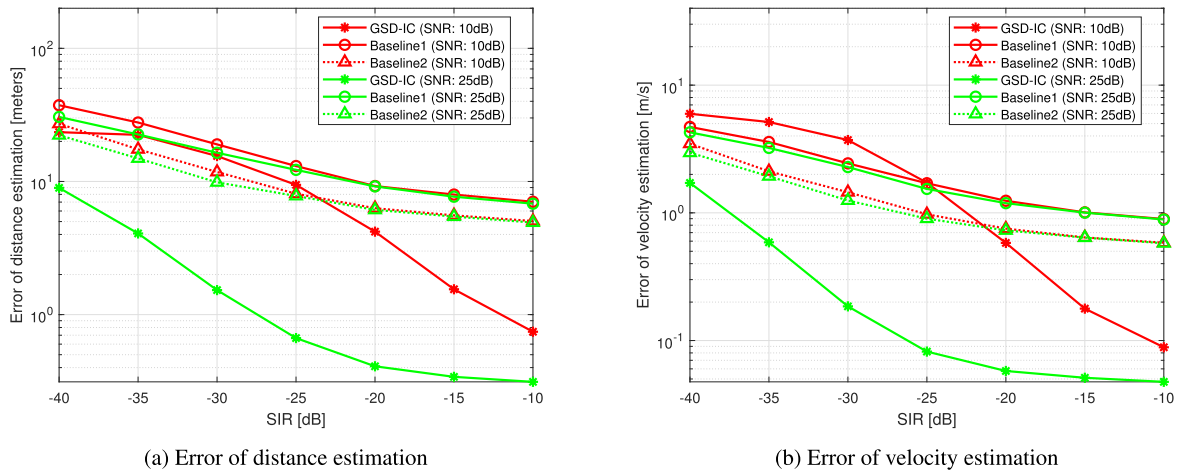 GSD-IC (SNR: 10dB)
Baseline1 (SNR: 10dB)
Baseline2 (SNR: 10dB)
GSD-IC (SNR: 25dB)
Baseline1 (SNR: 25dB)
Baseline2 (SNR: 25dB)
Error of distance estimation [meters]
10²
10¹
10⁰
-40 -35 -30 -25 -20 -15 -10
SIR [dB]
(a) Error of distance estimation
GSD-IC (SNR: 10dB)
Baseline1 (SNR: 10dB)
Baseline2 (SNR: 10dB)
GSD-IC (SNR: 25dB)
Baseline1 (SNR: 25dB)
Baseline2 (SNR: 25dB)
Error of velocity estimation [m/s]
10¹
10⁰
10⁻¹
-40 -35 -30 -25 -20 -15 -10
SIR [dB]
(b) Error of velocity estimation